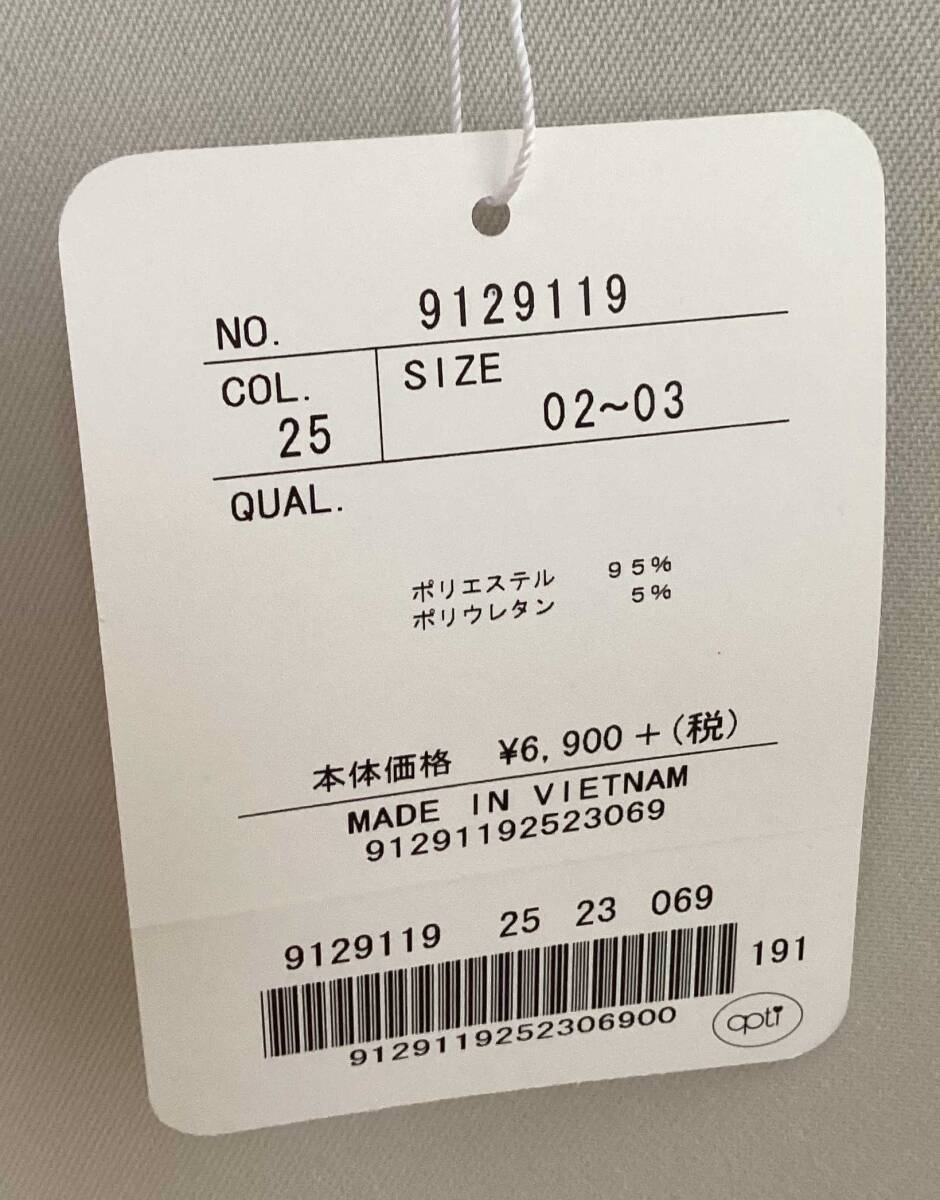 NO. 9129119
COL. SIZE
25 02~03
QUAL.
ポリエステル 95%
ポリウレタン 5%
本体価格 ¥6,900+(税)
MADE IN VIETNAM
91291192523069
9129119 25 23 069
191
9129119252306900
opti